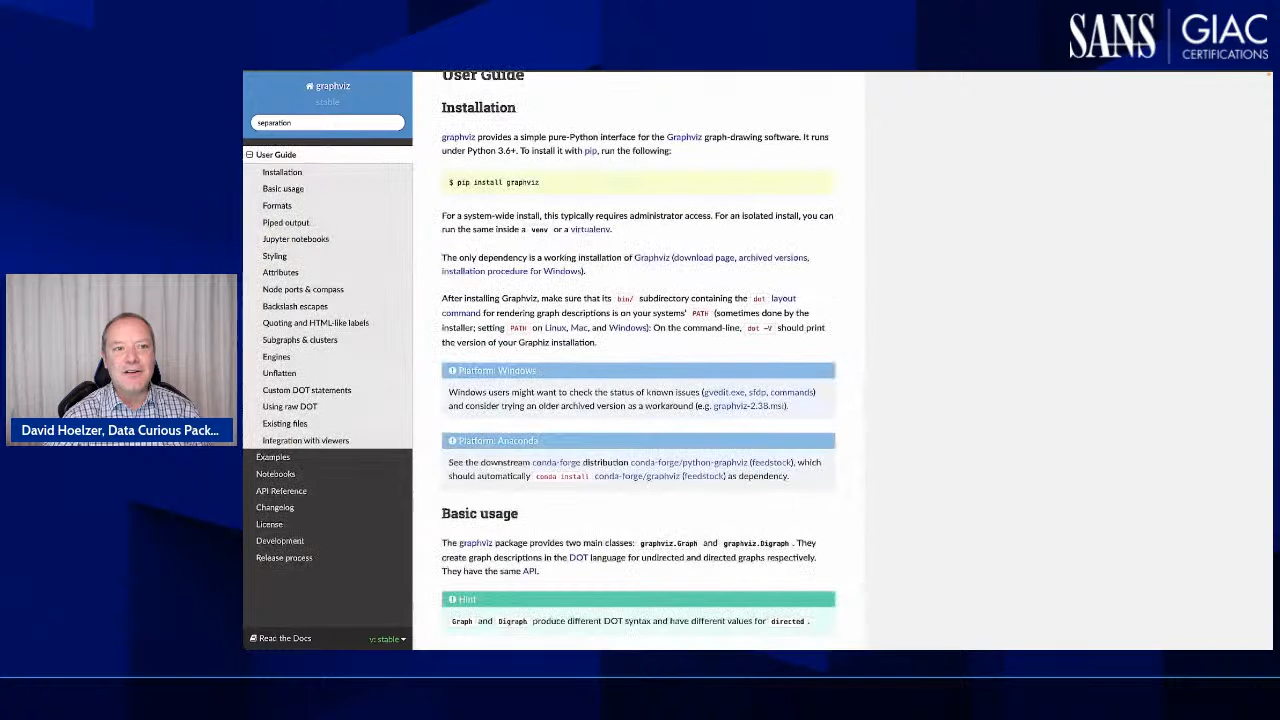 SANS
GIAC
CERTIFICATIONS
graphviz
stable
separation
User Guide
Installation
Basic usage
Formats
Piped output
Jupyter notebooks
Styling
Attributes
Node ports & compass
Backslash escapes
Quoting and HTML-like labels
Subgraphs & clusters
Engines
Unflatten
Custom DOT statements
Using raw DOT
Existing files
Integration with viewers
Examples
Notebooks
API Reference
Changelog
License
Development
Release process
Read the Docs
v: stable
User Guide
Installation
graphviz provides a simple pure-Python interface for the Graphviz graph-drawing software. It runs
under Python 3.6+. To install it with pip, run the following:
$ pip install graphviz
For a system-wide install, this typically requires administrator access. For an isolated install, you can
run the same inside a venv or a virtualenv.
The only dependency is a working installation of Graphviz (download page, archived versions,
installation procedure for Windows).
After installing Graphviz, make sure that its bin/ subdirectory containing the dot layout
command for rendering graph descriptions is on your systems' PATH (sometimes done by the
installer; setting PATH on Linux, Mac, and Windows): On the command-line, dot -V should print
the version of your Graphiz installation.
Platform: Windows
Windows users might want to check the status of known issues (gvedit.exe, sfdp, commands)
and consider trying an older archived version as a workaround (e.g. graphviz-2.38.msi).
Platform: Anaconda
See the downstream conda-forge distribution conda-forge/python-graphviz (feedstock), which
should automatically conda install conda-forge/graphviz (feedstock) as dependency.
Basic usage
The graphviz package provides two main classes: graphviz.Graph and graphviz.Digraph. They
create graph descriptions in the DOT language for undirected and directed graphs respectively.
They have the same API.
Hint
Graph and Digraph produce different DOT syntax and have different values for directed.
David Hoelzer, Data Curious Pack...